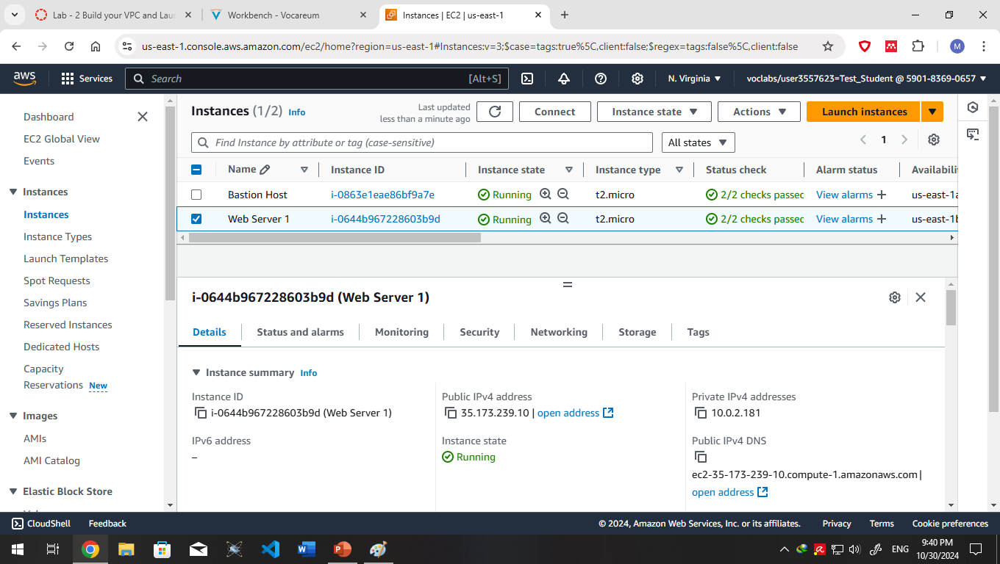 Lab - 2 Build your VPC and Lau
Workbench - Vocareum
Instances | EC2 | us-east-1
us-east-1.console.aws.amazon.com/ec2/home?region=us-east-1#Instances:v=3;$case=tags:true%5C,client:false;$regex=tags:false%5C,client:false
M
aws
Services
Search
[Alt+S]
N. Virginia
voclabs/user3557623=Test_Student @ 5901-8369-0657
Dashboard
EC2 Global View
Events
Instances
Instances
Instance Types
Launch Templates
Spot Requests
Savings Plans
Reserved Instances
Dedicated Hosts
Capacity
Reservations New
Images
AMIs
AMI Catalog
Elastic Block Store
Instances (1/2) Info
Last updated
less than a minute ago
Connect
Instance state
Actions
Launch instances
Find Instance by attribute or tag (case-sensitive)
All states
1
Name Instance ID Instance state Instance type Status check Alarm status Availabili
Bastion Host i-0863e1eae86bf9a7e Running t2.micro 2/2 checks passed View alarms us-east-1a
Web Server 1 i-0644b967228603b9d Running t2.micro 2/2 checks passed View alarms us-east-1b
i-0644b967228603b9d (Web Server 1)
Details Status and alarms Monitoring Security Networking Storage Tags
Instance summary Info
Instance ID
i-0644b967228603b9d (Web Server 1)
IPv6 address
–
Public IPv4 address
35.173.239.10 | open address
Instance state
Running
Private IPv4 addresses
10.0.2.181
Public IPv4 DNS
ec2-35-173-239-10.compute-1.amazonaws.com |
open address
CloudShell
Feedback
© 2024, Amazon Web Services, Inc. or its affiliates.
Privacy
Terms
Cookie preferences
ENG
9:40 PM
10/30/2024